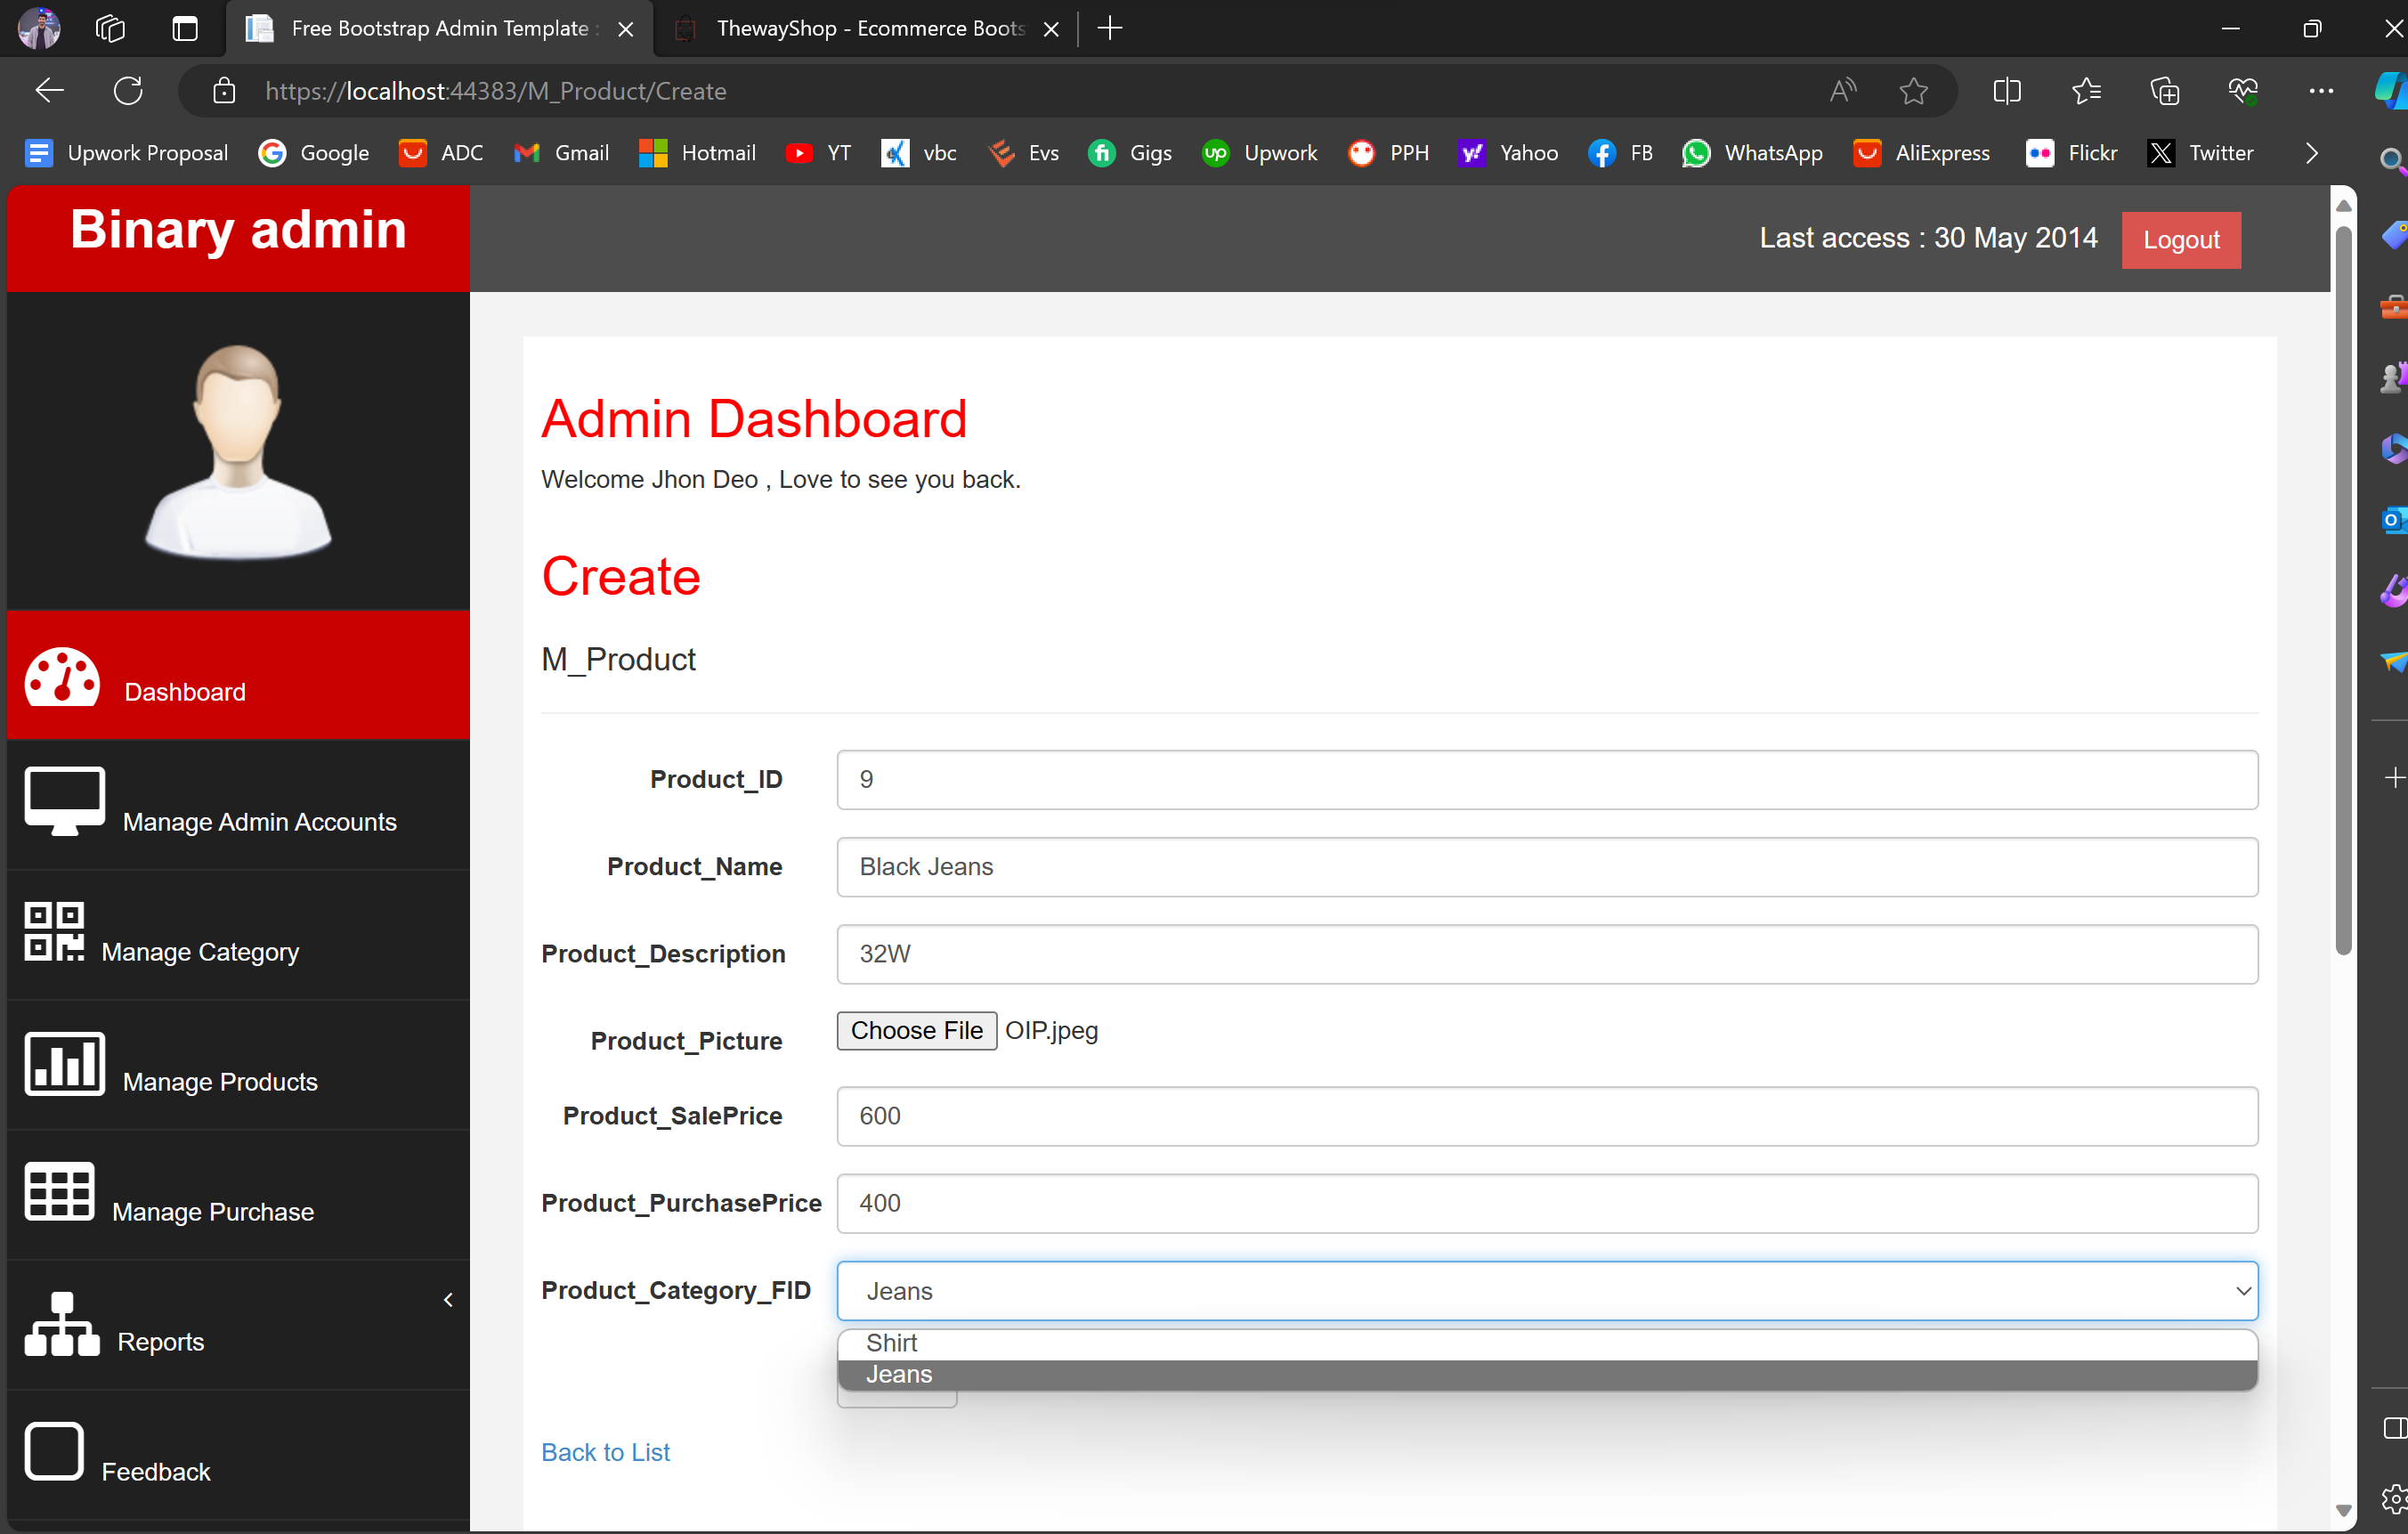 Free Bootstrap Admin Template :
ThewayShop - Ecommerce Boots
https://localhost:44383/M_Product/Create
Upwork Proposal Google ADC Gmail Hotmail YT vbc Evs Gigs Upwork PPH Yahoo FB WhatsApp AliExpress Flickr Twitter
Binary admin
Last access : 30 May 2014 Logout
Dashboard
Manage Admin Accounts
Manage Category
Manage Products
Manage Purchase
Reports
Feedback
Admin Dashboard
Welcome Jhon Deo , Love to see you back.
Create
M_Product
Product_ID 9
Product_Name Black Jeans
Product_Description 32W
Product_Picture Choose File OIP.jpeg
Product_SalePrice 600
Product_PurchasePrice 400
Product_Category_FID Jeans
Shirt
Jeans
Back to List